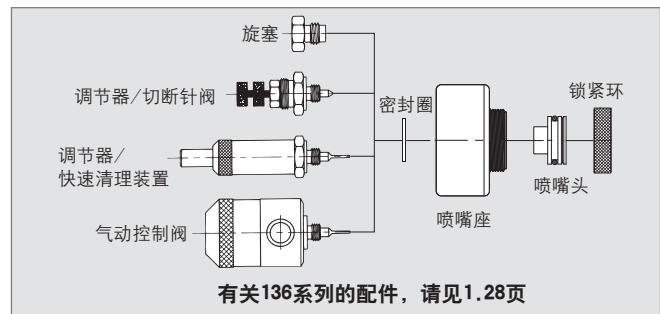 旋塞
调节器/切断针阀
调节器/
快速清理装置
气动控制阀
密封圈
喷嘴座
喷嘴头
锁紧环
有关136系列的配件，请见1.28页